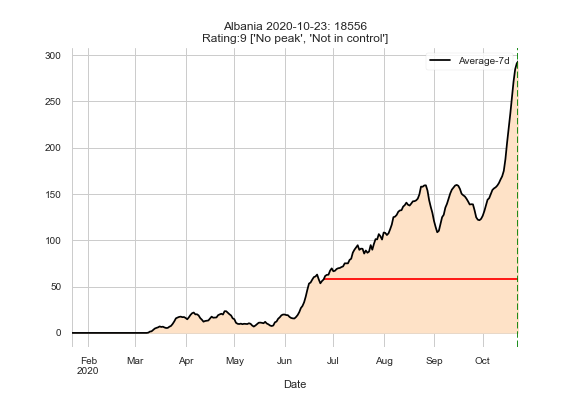 Albania 2020-10-23: 18556
Rating:9 ['No peak', 'Not in control']
300
Average-7d
250
200
150
100
50
0
Feb Mar Apr May Jun Jul Aug Sep Oct
2020
Date